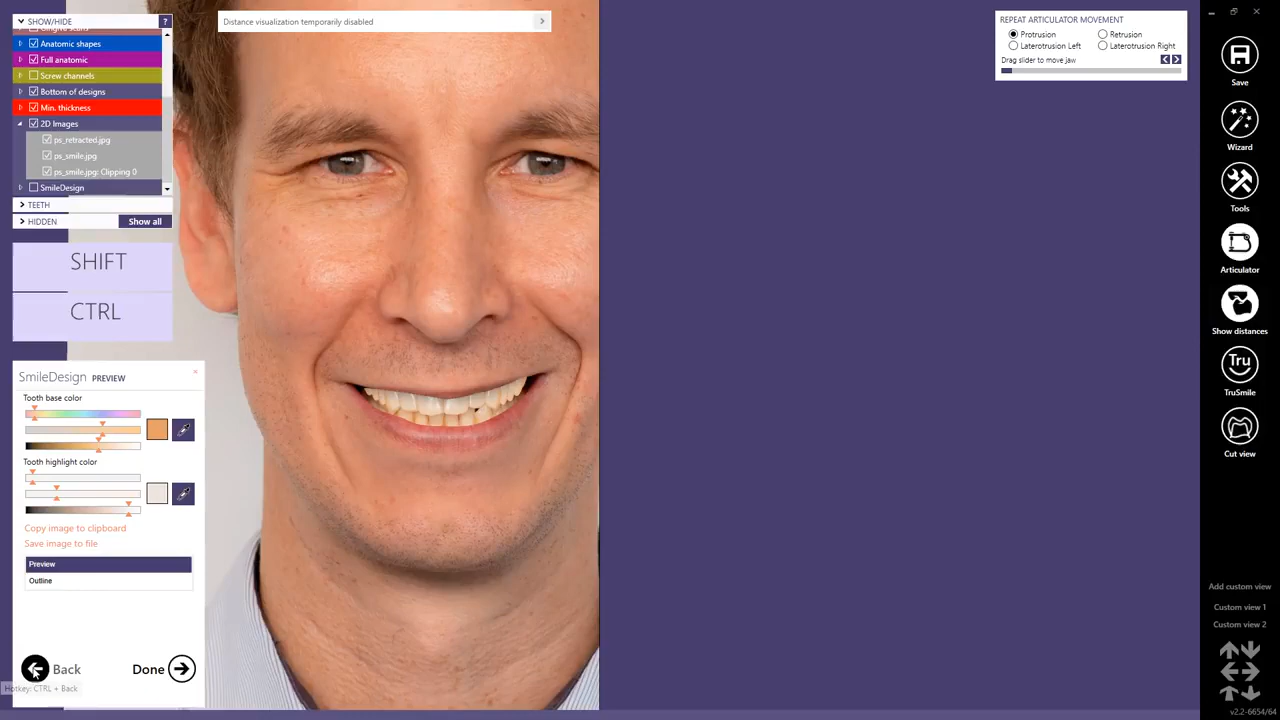 SHOW/HIDE
?
Anatomic shapes
Full anatomic
Screw channels
Bottom of designs
Min. thickness
2D Images
ps_retracted.jpg
ps_smile.jpg
ps_smile.jpg: Clipping 0
SmileDesign
TEETH
HIDDEN
Show all
SHIFT
CTRL
SmileDesign PREVIEW
Tooth base color
Tooth highlight color
Copy image to clipboard
Save image to file
Preview
Outline
Back
Done
Hotkey: CTRL + Back
Distance visualization temporarily disabled
REPEAT ARTICULATOR MOVEMENT
Protrusion
Retrusion
Laterotrusion Left
Laterotrusion Right
Drag slider to move jaw
Save
Wizard
Tools
Articulator
Show distances
Tru
TruSmile
Cut view
Add custom view
Custom view 1
Custom view 2
v2.2-6654/64